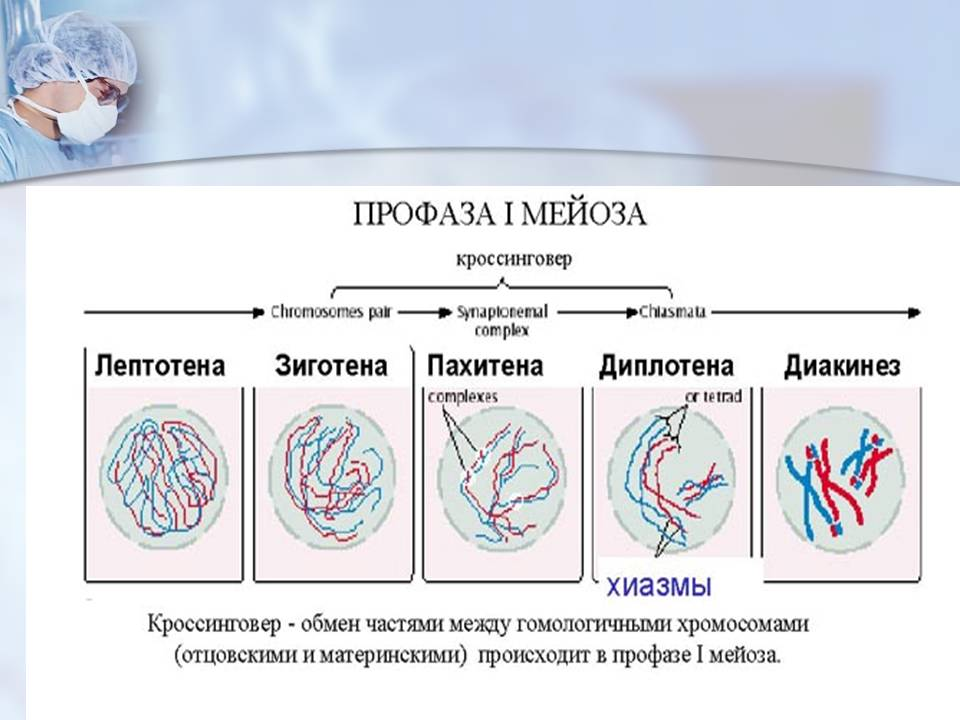 ПРОФАЗА I МЕЙОЗА
кроссинговер
Chromosomes pair
Synaptonemal
complex
Chiasmata
Лептотена
Зиготена
Пахитена
Диплотена
Диакинез
complexes
or tetrad
хиазмы
Кроссинговер - обмен частями между гомологичными хромосомами
(отцовскими и материнскими) происходит в профазе I мейоза.